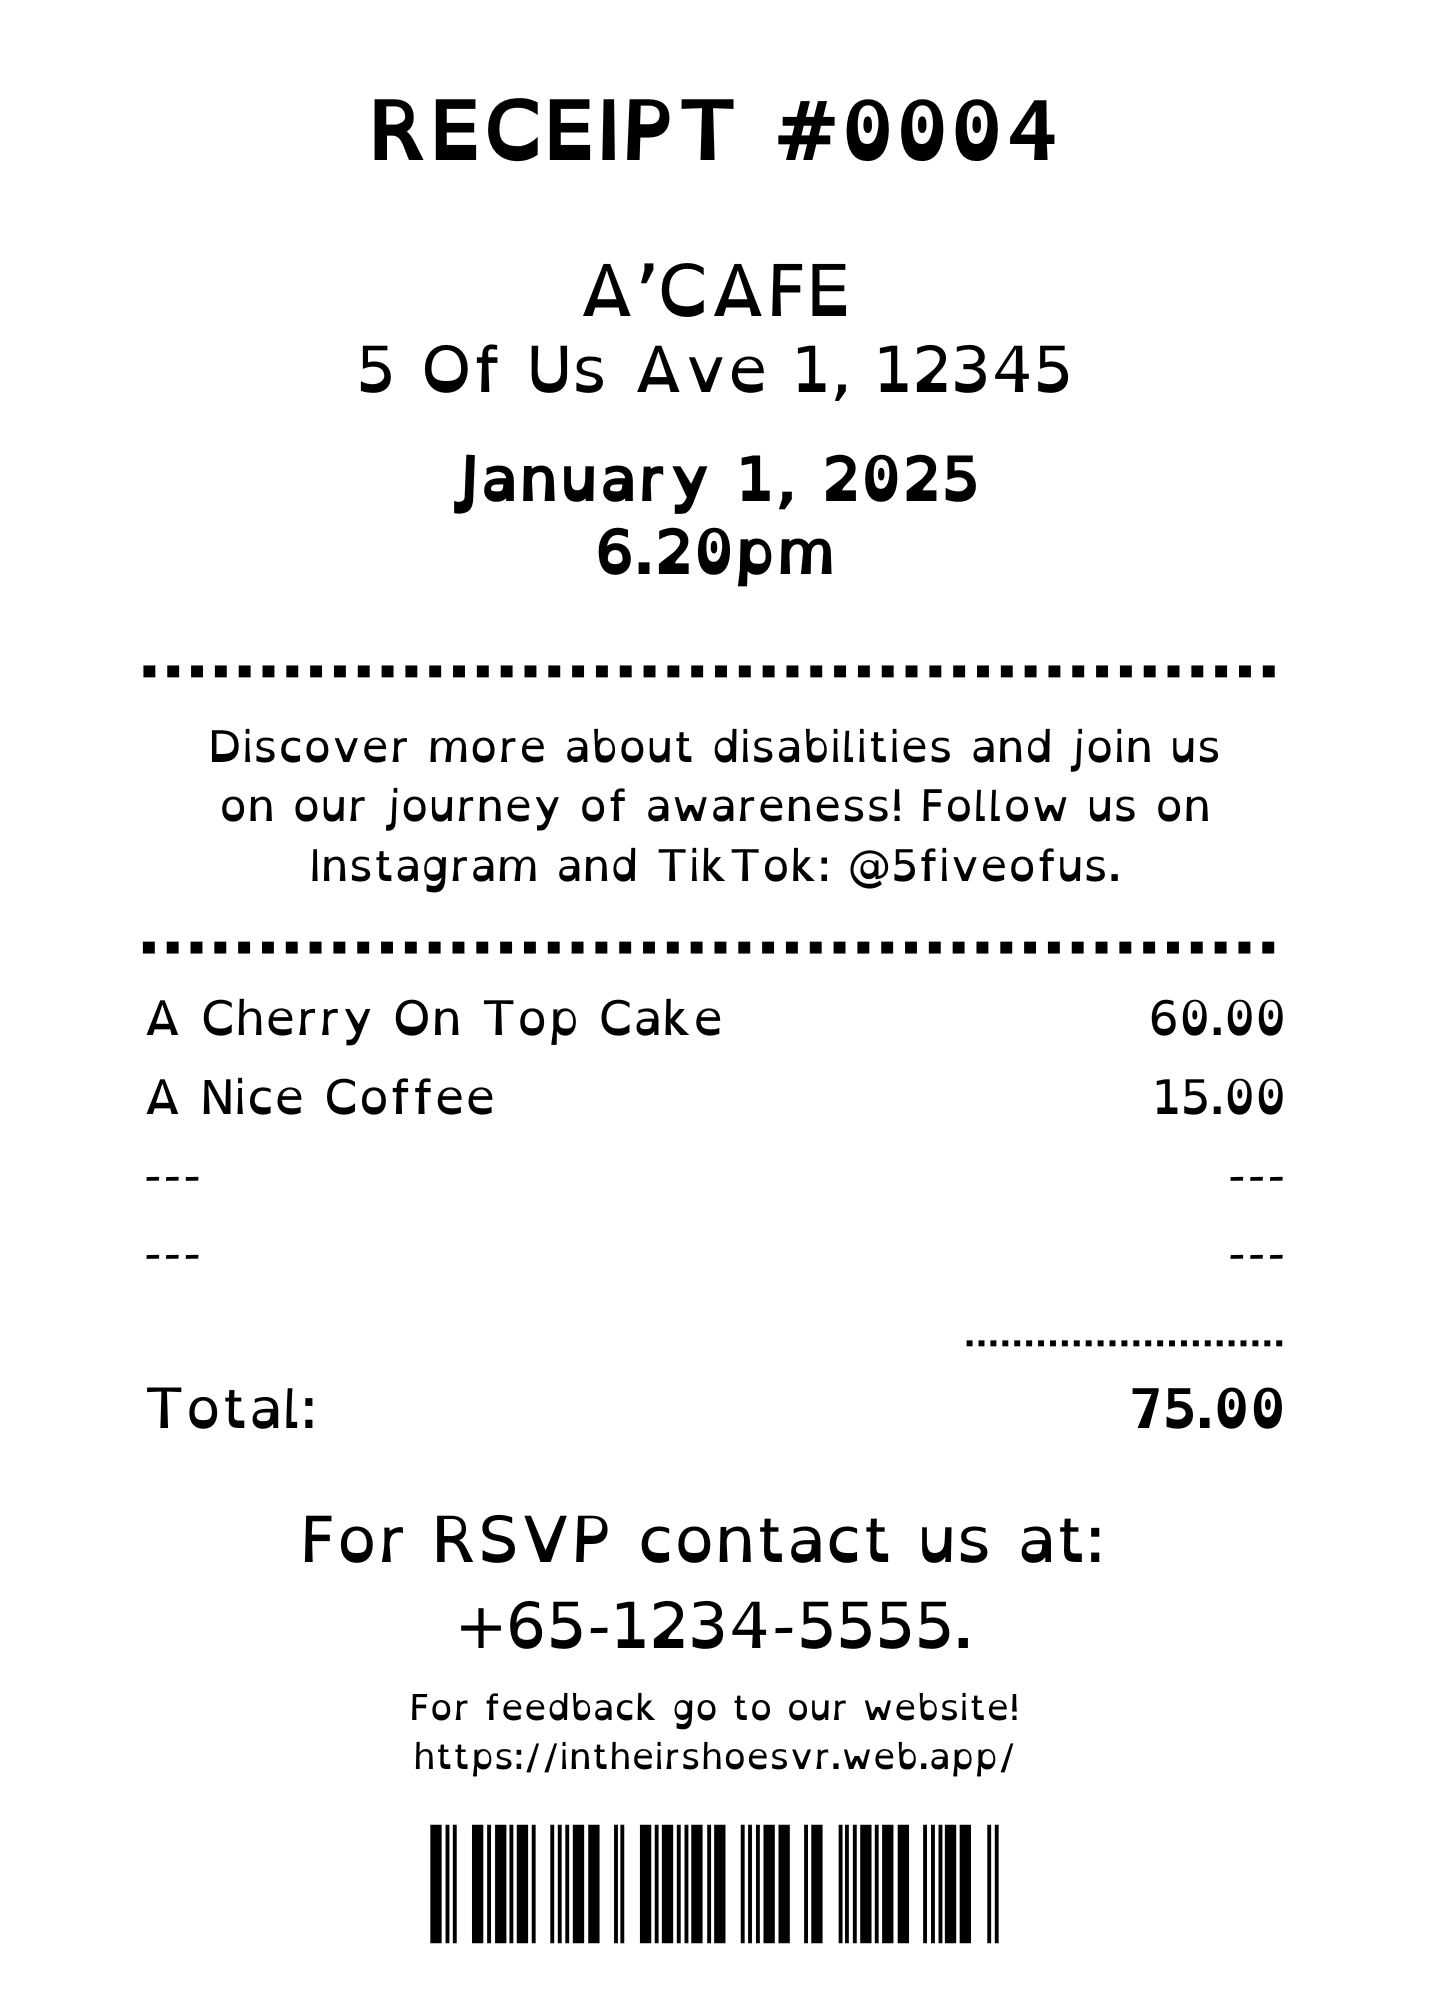 RECEIPT #0004
A’CAFE
5 Of Us Ave 1, 12345
January 1, 2025
6.20pm
Discover more about disabilities and join us
on our journey of awareness! Follow us on
Instagram and TikTok: @5fiveofus.
A Cherry On Top Cake 60.00
A Nice Coffee 15.00
--- ---
--- ---
Total: 75.00
For RSVP contact us at:
+65-1234-5555.
For feedback go to our website!
https://intheirshoesvr.web.app/